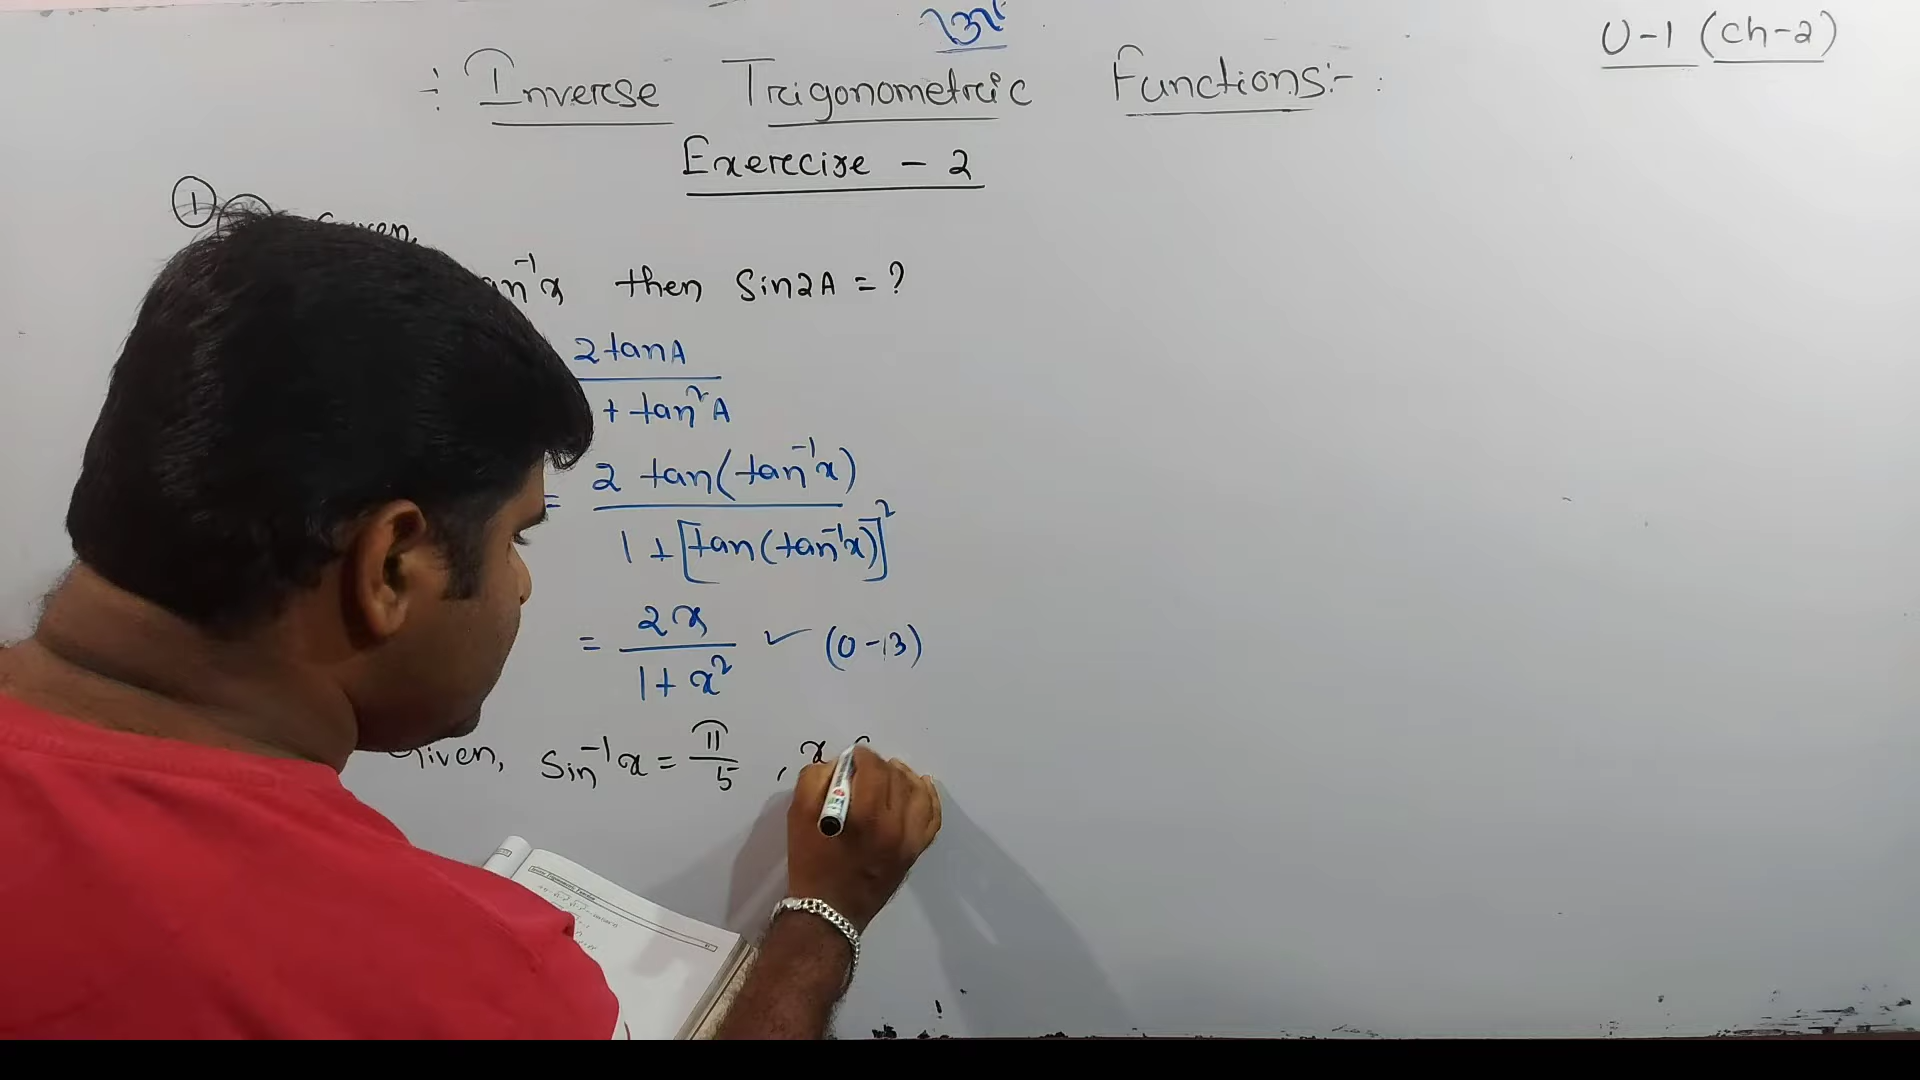 U-1 (Ch-2)
:- Inverse Trigonometric Functions:-
Exercise - 2
①
x then Sin2A = ?
2tanA
+ tan²A
= 2 tan(tan⁻¹x)
1+[tan(tan⁻¹x)]²
= 2x / 1+x² ✓ (0-13)
Given, Sin⁻¹x = π/5 , x